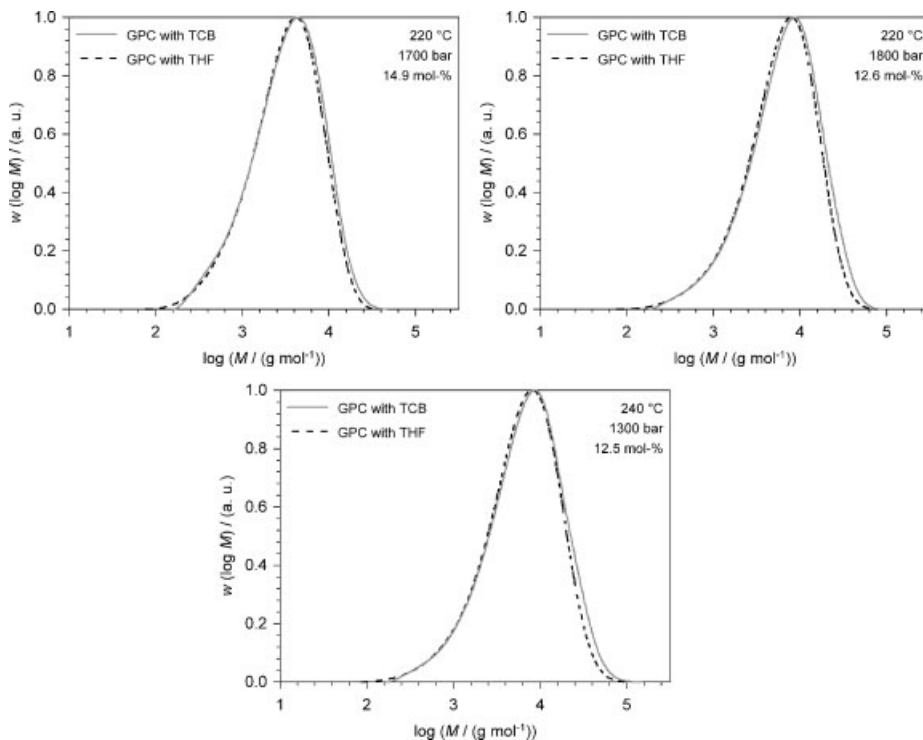 GPC with TCB
GPC with THF
220 °C
1700 bar
14.9 mol-%
1.0
0.8
0.6
0.4
0.2
0.0
w (log M) / (a. u.)
1 2 3 4 5
log (M / (g mol⁻¹))
GPC with TCB
GPC with THF
220 °C
1800 bar
12.6 mol-%
1.0
0.8
0.6
0.4
0.2
0.0
w (log M) / (a. u.)
1 2 3 4 5
log (M / (g mol⁻¹))
GPC with TCB
GPC with THF
240 °C
1300 bar
12.5 mol-%
1.0
0.8
0.6
0.4
0.2
0.0
w (log M) / (a. u.)
1 2 3 4 5
log (M / (g mol⁻¹))